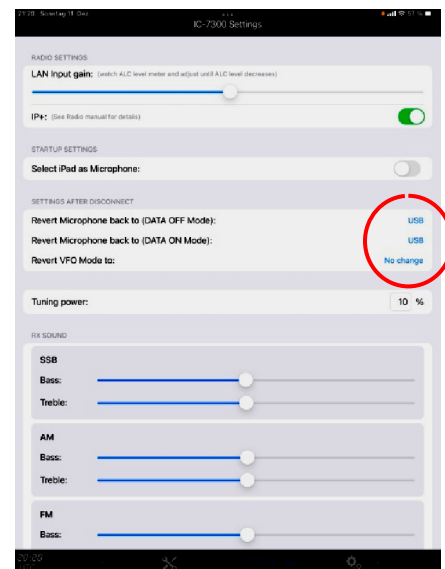 IC-7300 Settings
RADIO SETTINGS
LAN Input gain: (watch ALC level meter and adjust until ALC level decreases)
IP+: (See Radio manual for details)
STARTUP SETTINGS
Select iPad as Microphone:
SETTINGS AFTER DISCONNECT
Revert Microphone back to (DATA OFF Mode): USB
Revert Microphone back to (DATA ON Mode): USB
Revert VFO Mode to: No change
Tuning power: 10 %
RX SOUND
SSB
Bass:
Treble:
AM
Bass:
Treble:
FM
Bass: